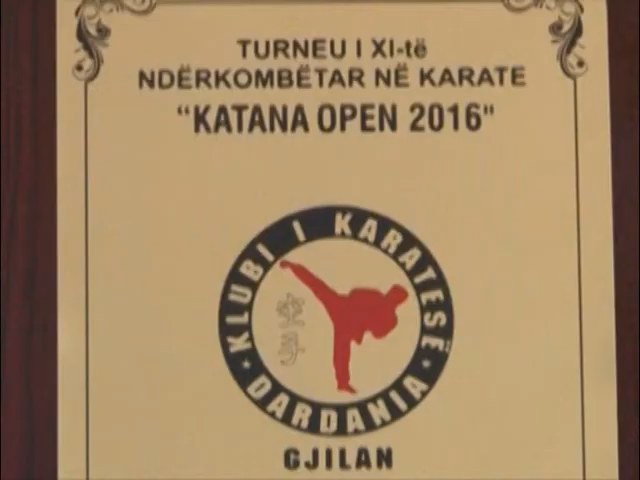 TURNEU I XI-të
NDËRKOMBËTAR NË KARATE
“KATANA OPEN 2016"
KLUBI I KARATESË
DARDANIA
GJILAN